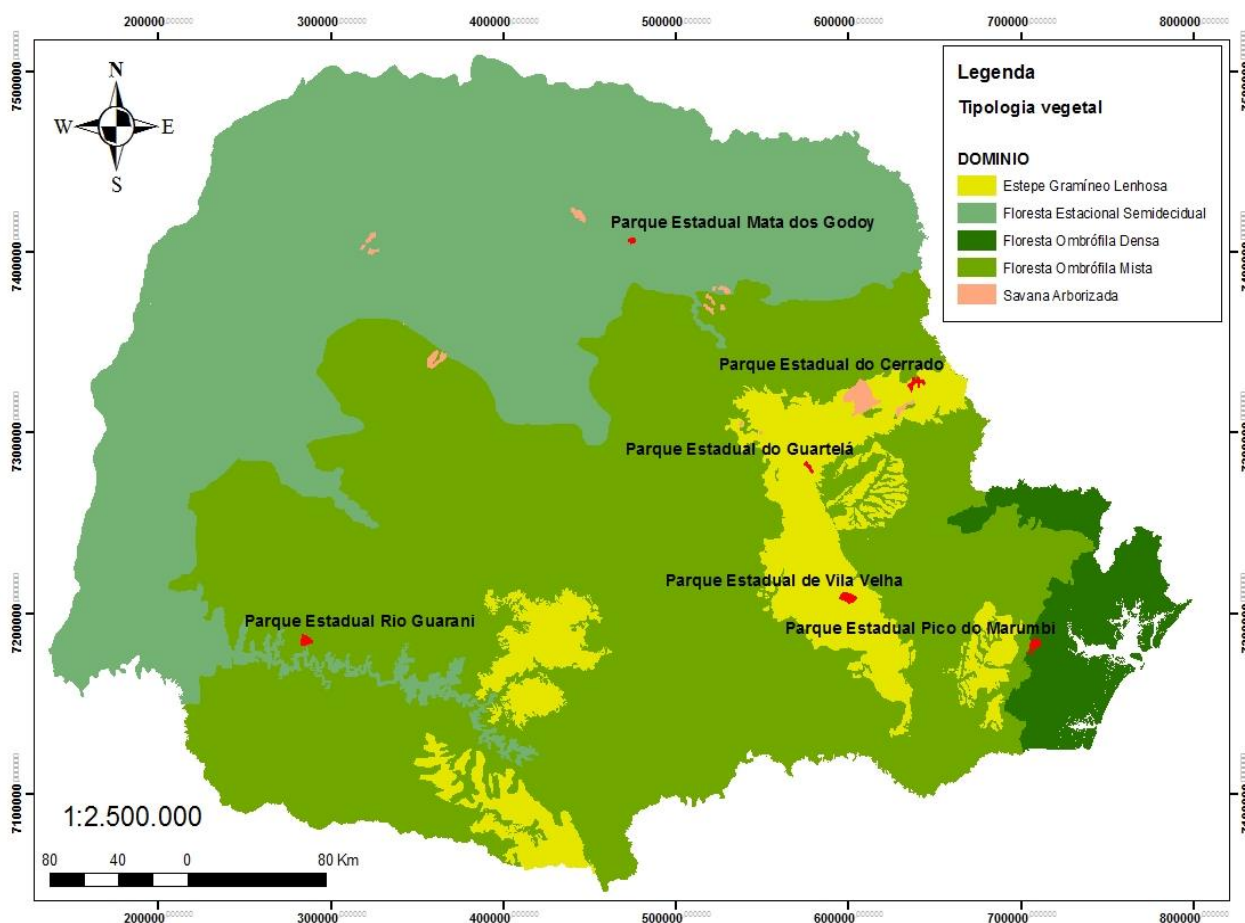 200000 300000 400000 500000 600000 700000 800000
N
W E
S
Legenda
Tipologia vegetal
DOMINIO
Estepe Gramíneo Lenhosa
Floresta Estacional Semidecidual
Floresta Ombrófila Densa
Floresta Ombrófila Mista
Savana Arborizada
7500000
7400000
7300000
7200000
7100000
Parque Estadual Mata dos Godoy
Parque Estadual do Cerrado
Parque Estadual do Guartelá
Parque Estadual de Vila Velha
Parque Estadual Rio Guarani
Parque Estadual Pico do Marumbi
1:2.500.000
80 40 0 80 Km
200000 300000 400000 500000 600000 700000 800000